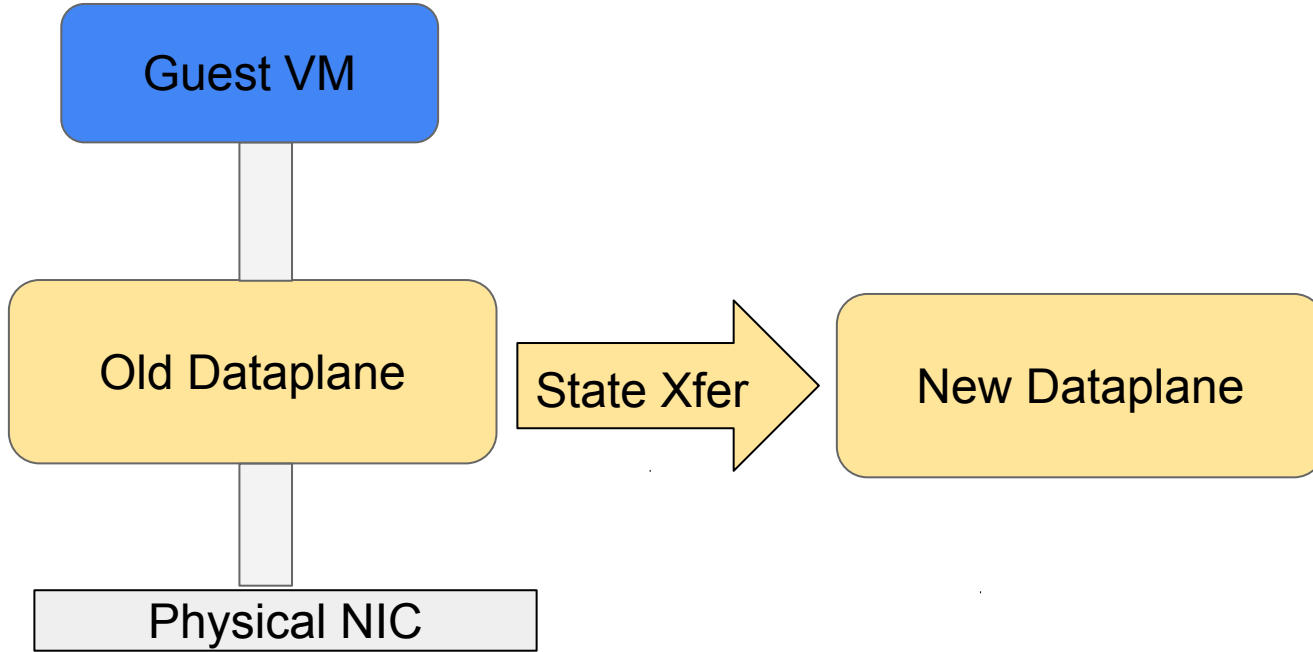 Guest VM
Old Dataplane
State Xfer
New Dataplane
Physical NIC